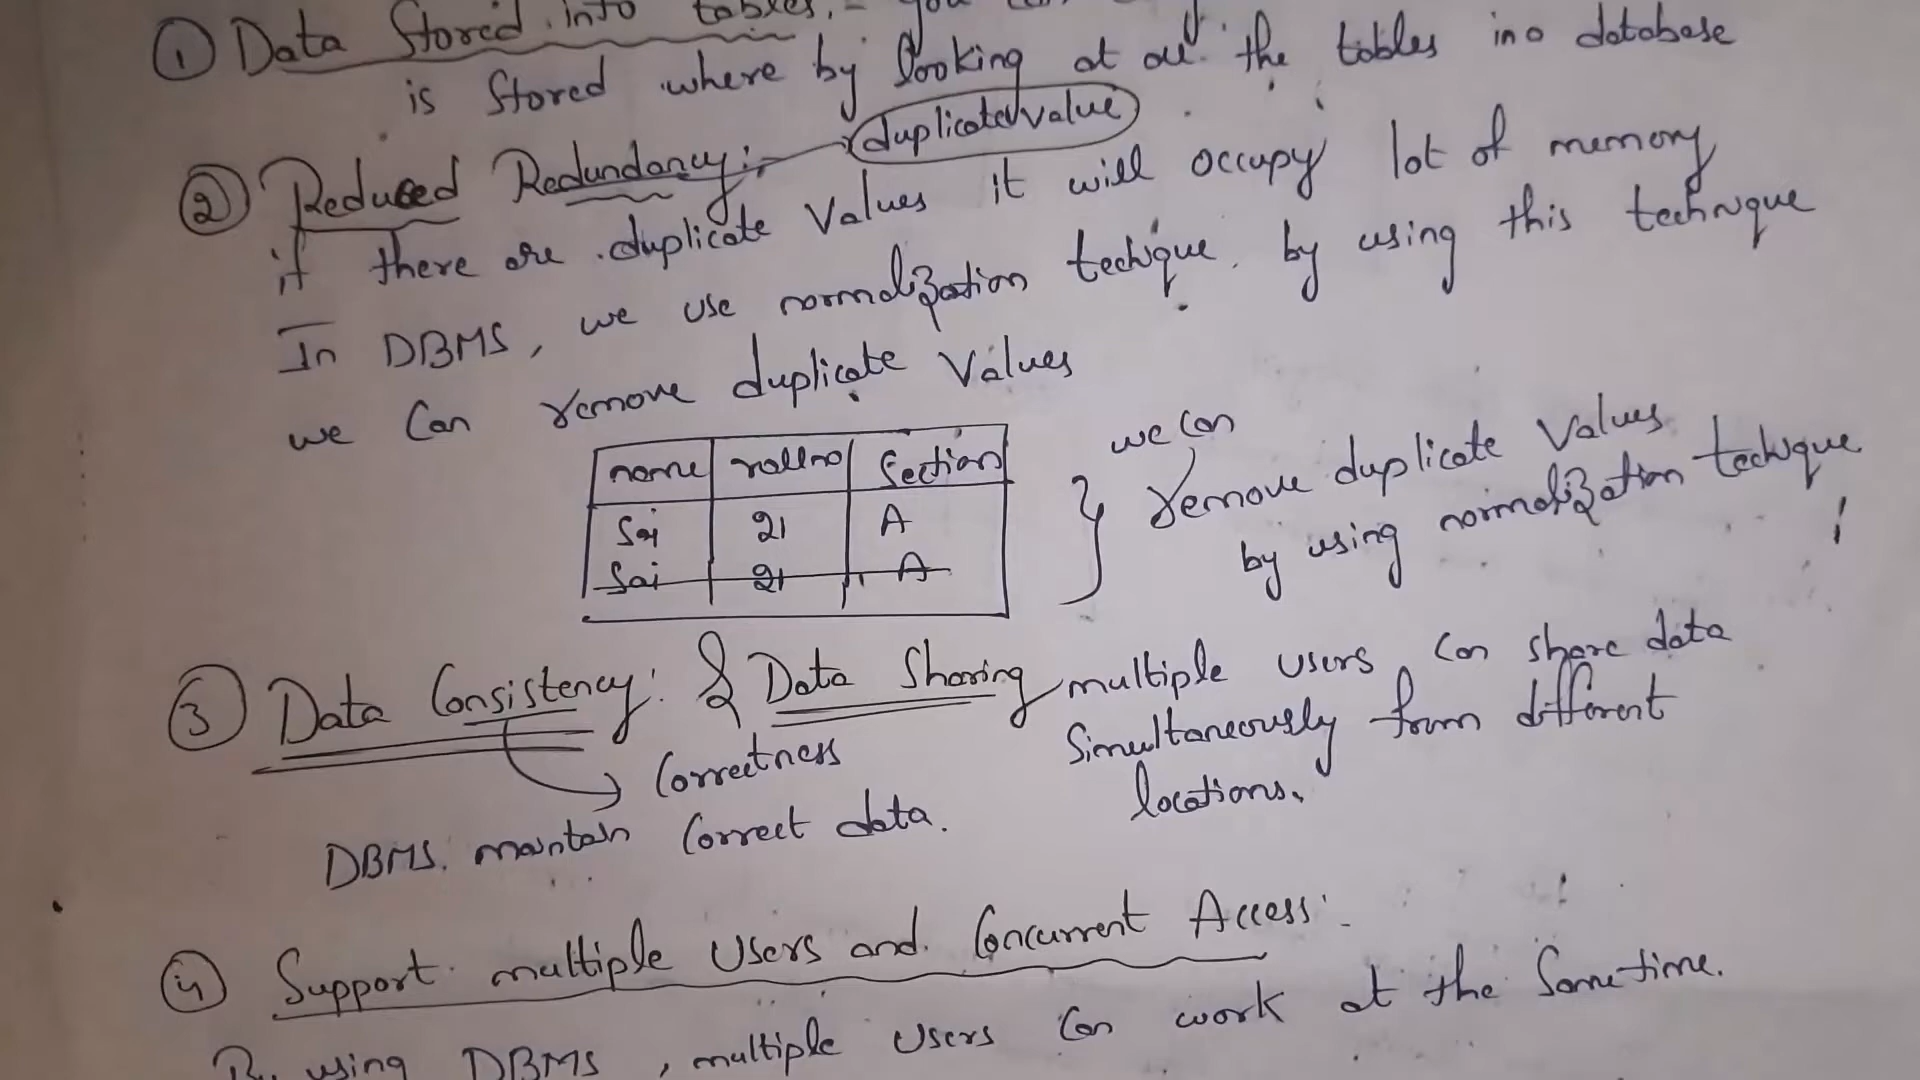 ① Data Stored into tables:- you can
is Stored where by looking at all the tables in a database
② Reduced Redundancy:- duplicate value
if there are duplicate Values it will occupy lot of memory
In DBMS, we use normalization techique. by using this technique
we Can remove duplicate Values
name rollno Section
Sai 21 A
Sai 21 A
we can
remove duplicate Values
by using normalization techique
③ Data Consistency: & Data Sharing multiple users can share data
Simultaneously from different
locations.
Correctness
DBMS. maintain Correct data.
④ Support multiple Users and Concurrent Access:-
By using DBMS, multiple users can work at the Same time.